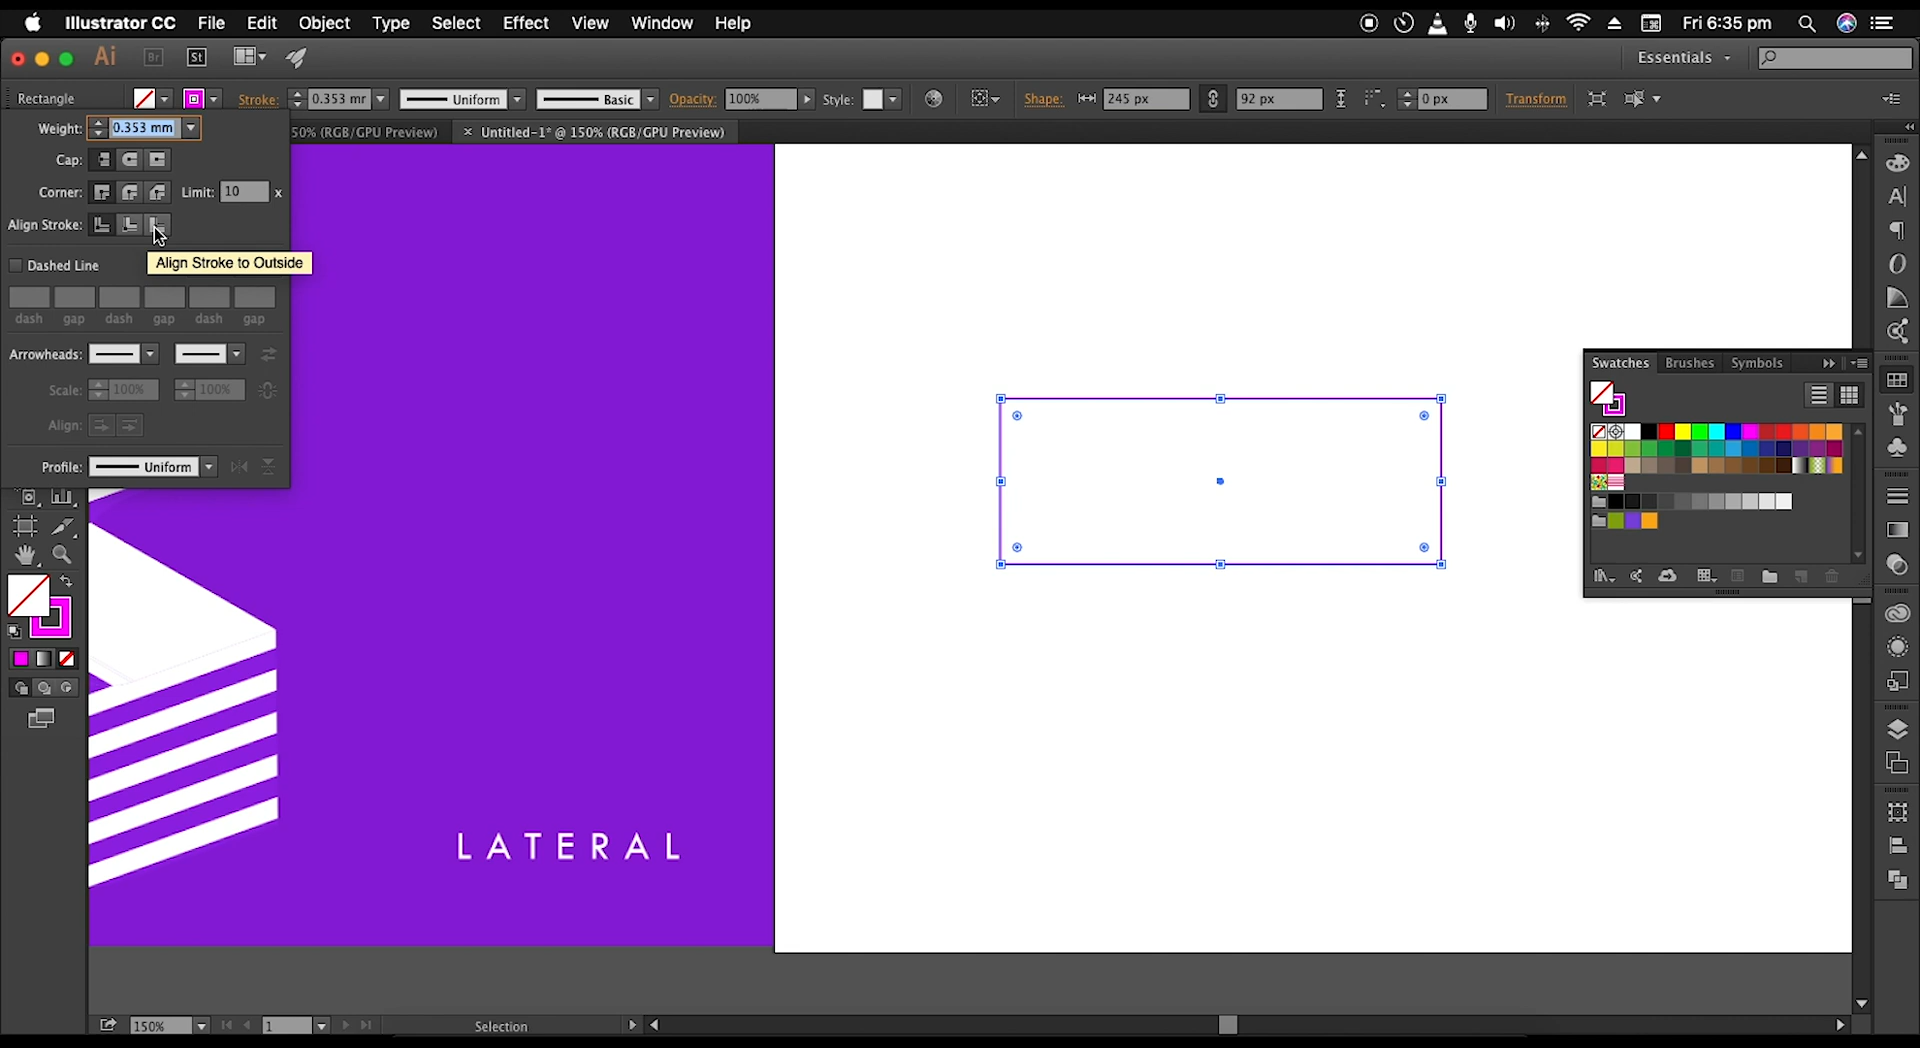 Illustrator CC File Edit Object Type Select Effect View Window Help Fri 6:35 pm
Ai Br St Essentials
Rectangle Stroke: 0.353 mr Uniform Basic Opacity: 100% Style: Shape: 245 px 92 px 0 px Transform
Weight: 0.353 mm
50% (RGB/GPU Preview) × Untitled-1* @ 150% (RGB/GPU Preview)
Cap:
Corner: Limit: 10 x
Align Stroke:
Align Stroke to Outside
Dashed Line
dash gap dash gap dash gap
Arrowheads:
Scale: 100% 100%
Align:
Profile: Uniform
Swatches Brushes Symbols
LATERAL
150% 1 Selection